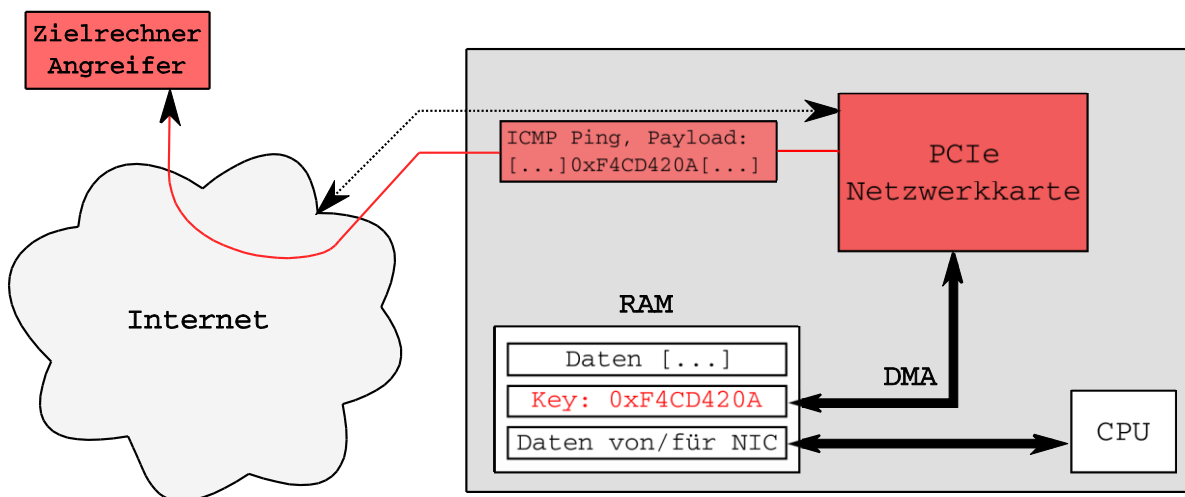 Zielrechner
Angreifer
ICMP Ping, Payload:
[...]0xF4CD420A[...]
PCIe
Netzwerkkarte
Internet
RAM
Daten [...]
Key: 0xF4CD420A
Daten von/für NIC
DMA
CPU